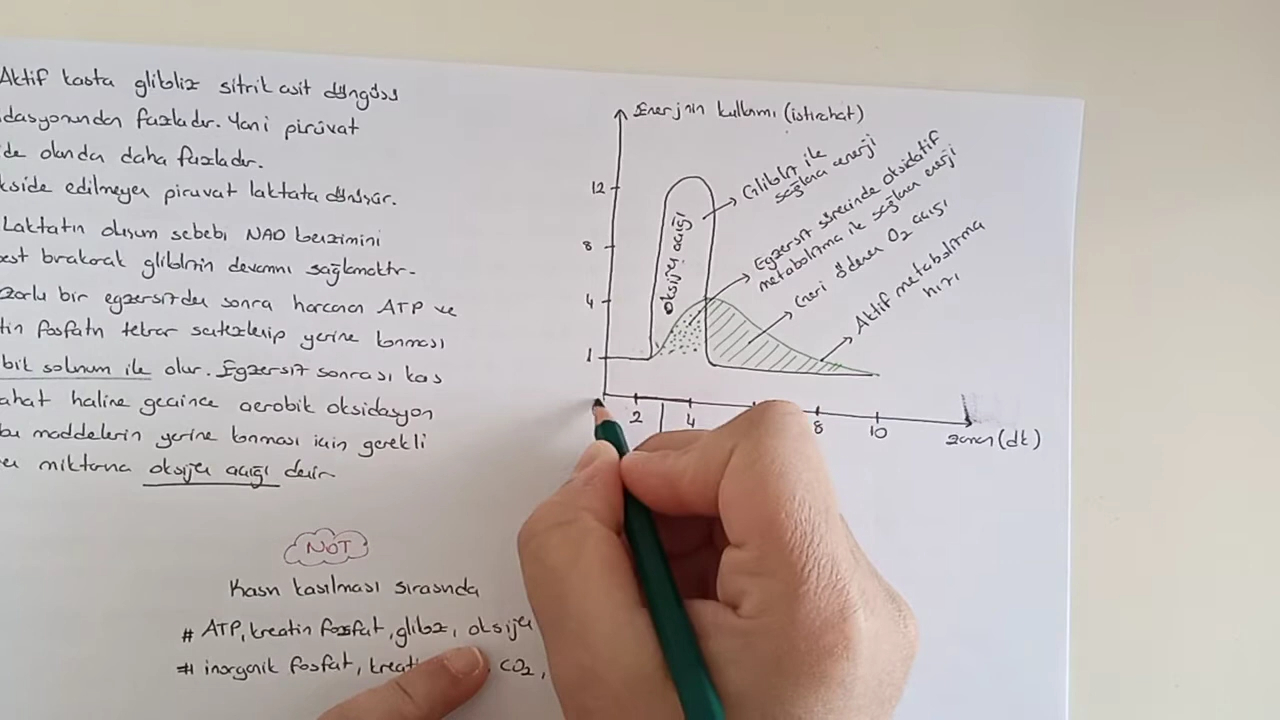 Aktif kasta glikliz sitrik asit döngüsü
dasyonundan fazladır. Yani pirüvat
de olanda daha fazladır.
kside edilmeyen piruvat laktata dönüşür.
Laktatın oluşum sebebi NAD
est bırakarak glikolizin devamını sağlamaktır.
zorlu bir egzersizden sonra harcanan ATP ve
tin fosfatın tekrar sentezlenip yerine konması
bik solunum ile olur. Egzersiz sonrası kas
ahat haline geçince aerobik oksidasyon
bu maddelerin yerine konması için gerekli
miktarına oksijen açığı denir
NOT
Kasın kasılması sırasında
# ATP, kreatin fosfat, glikoz, oksijen
# inorganik fosfat, kreati CO2,
Enerjinin kullanımı (istirahat)
12
8
4
1
oksijen açığı
Glikliz ile
sağlanan enerji
Egzersiz sürecinde oksidatif
metabolizma ile sağlanan enerji
Geri ödenen O2 açığı
Aktif metabolizma
hızı
2 4 8 10
zaman (dk)